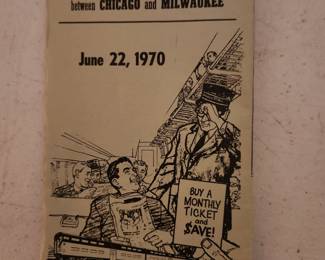 between CHICAGO and MILWAUKEE
June 22, 1970
BUY A
MONTHLY
TICKET
and
$AVE!